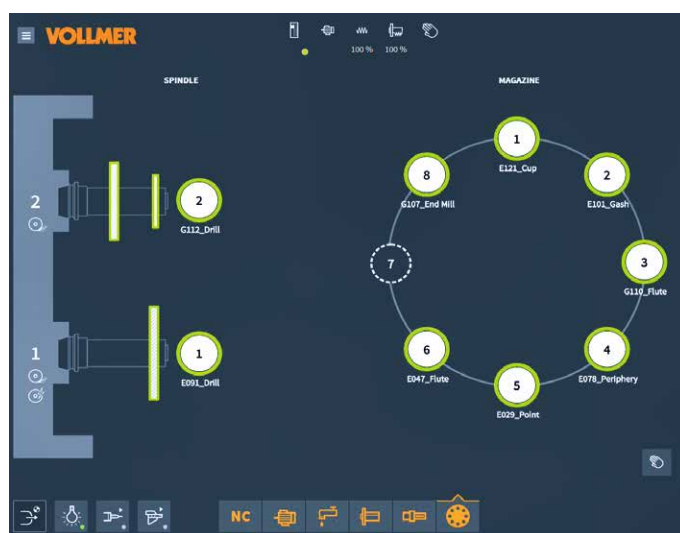 VOLLMER
100 % 100 %
SPINDLE
MAGAZINE
1
E121_Cup
8
G107_End Mill
2
E101_Gash
2
2
G112_Drill
7
3
G110_Flute
1
1
E091_Drill
6
E047_Flute
4
E078_Periphery
5
E029_Point
NC